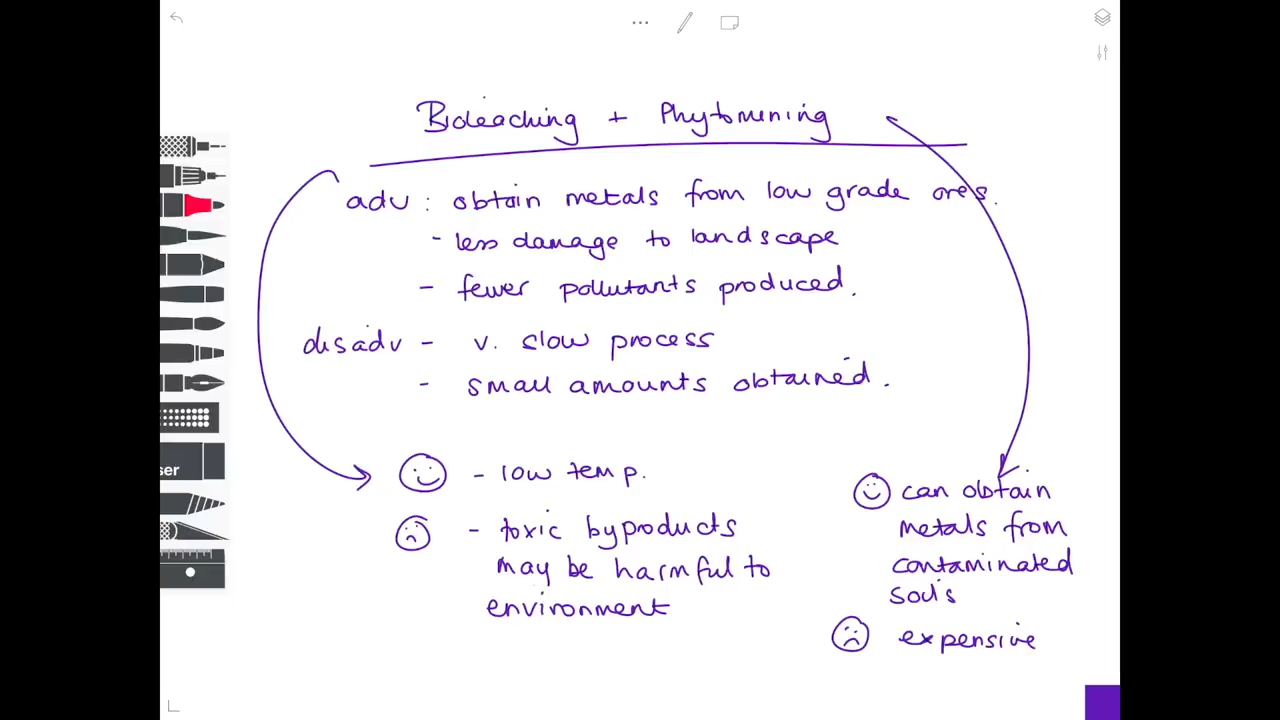 Bioleaching + Phytomining
adv : obtain metals from low grade ores.
- less damage to landscape
- fewer pollutants produced.
disadv - v. slow process
- small amounts obtained.
- low temp.
- toxic byproducts
may be harmful to
environment
can obtain
metals from
contaminated
soils
expensive
ser